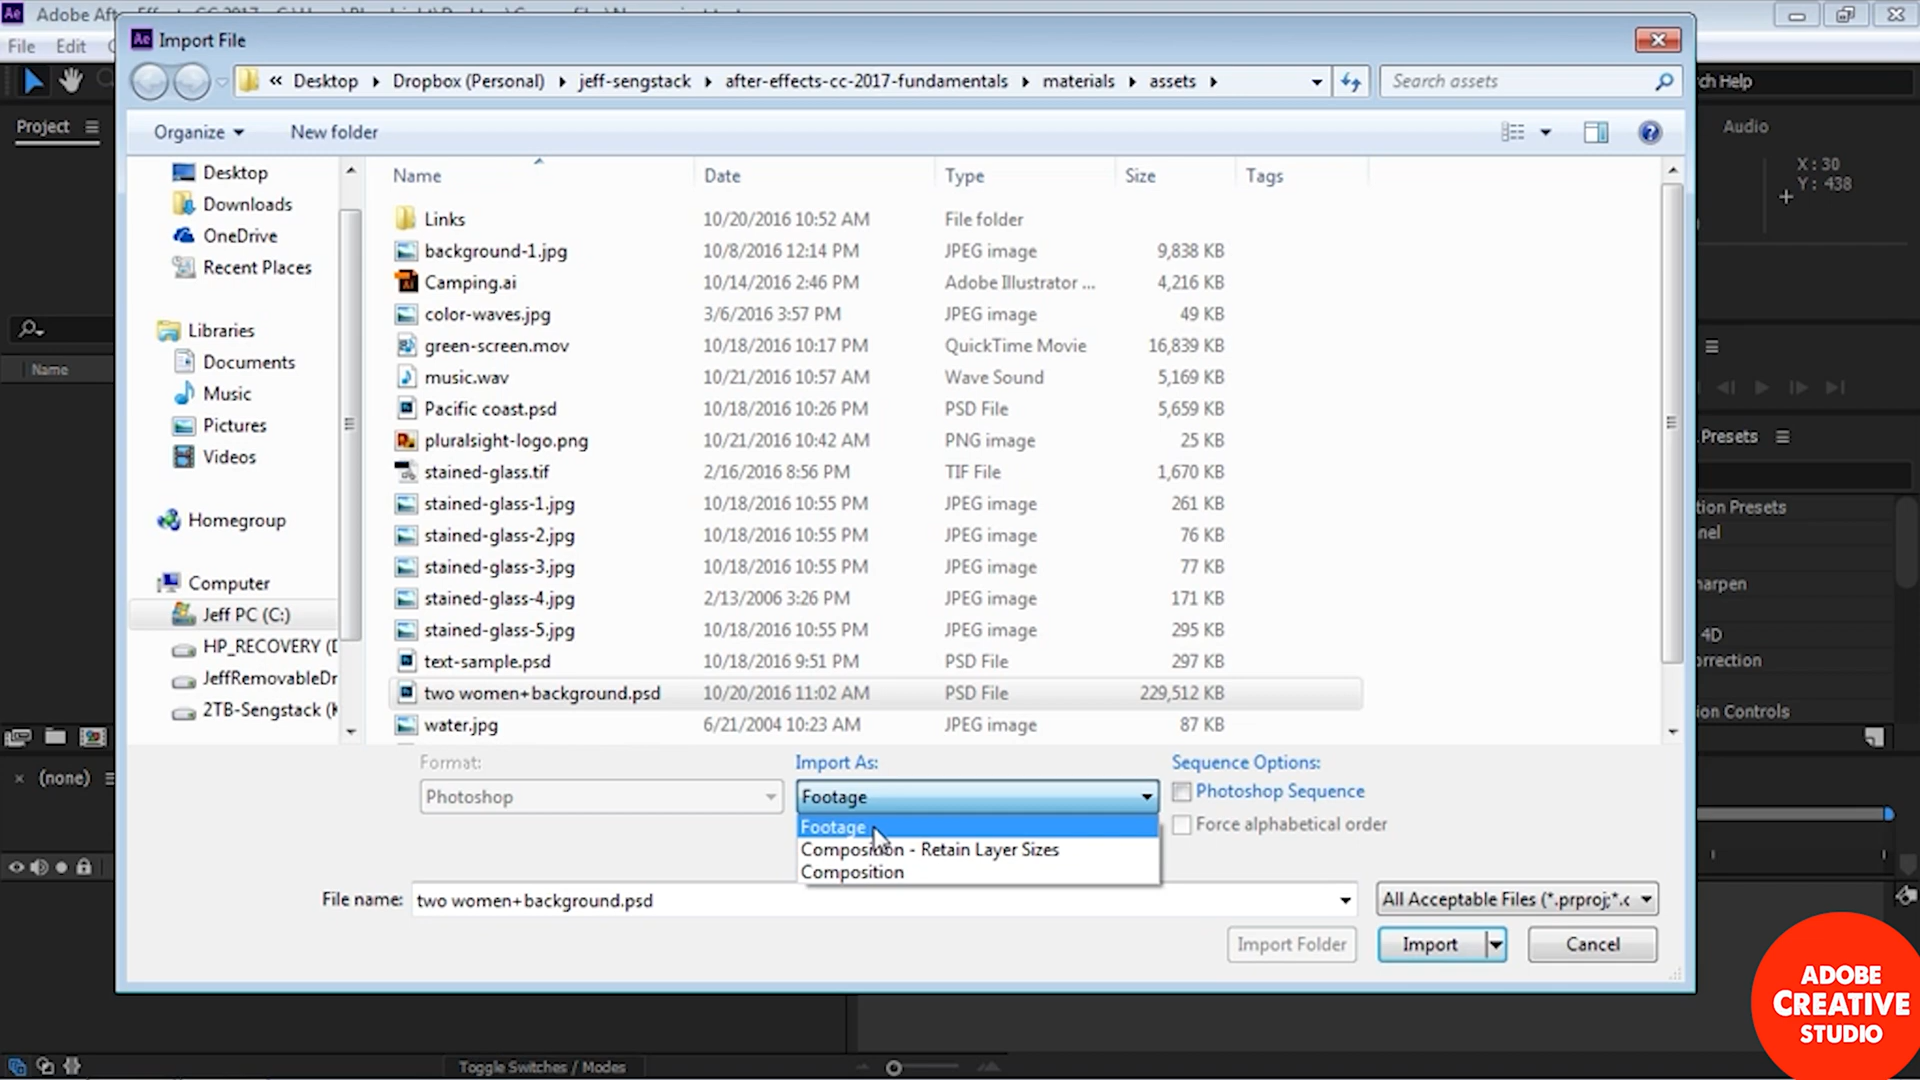 Ae Adobe After Effects CC 2017 - C:\Users\
Ae Import File
File Edit
« Desktop Dropbox (Personal) jeff-sengstack after-effects-cc-2017-fundamentals materials assets
Search assets
ch Help
Project
Organize New folder
Audio
Name Date Type Size Tags
X : 30
Y : 438
Desktop
Downloads
OneDrive
Recent Places
Libraries
Documents
Music
Pictures
Videos
Homegroup
Computer
Jeff PC (C:)
HP_RECOVERY (D
JeffRemovableDr
2TB-Sengstack (K
Links 10/20/2016 10:52 AM File folder
background-1.jpg 10/8/2016 12:14 PM JPEG image 9,838 KB
Camping.ai 10/14/2016 2:46 PM Adobe Illustrator ... 4,216 KB
color-waves.jpg 3/6/2016 3:57 PM JPEG image 49 KB
green-screen.mov 10/18/2016 10:17 PM QuickTime Movie 16,839 KB
music.wav 10/21/2016 10:57 AM Wave Sound 5,169 KB
Pacific coast.psd 10/18/2016 10:26 PM PSD File 5,659 KB
pluralsight-logo.png 10/21/2016 10:42 AM PNG image 25 KB
stained-glass.tif 2/16/2016 8:56 PM TIF File 1,670 KB
stained-glass-1.jpg 10/18/2016 10:55 PM JPEG image 261 KB
stained-glass-2.jpg 10/18/2016 10:55 PM JPEG image 76 KB
stained-glass-3.jpg 10/18/2016 10:55 PM JPEG image 77 KB
stained-glass-4.jpg 2/13/2006 3:26 PM JPEG image 171 KB
stained-glass-5.jpg 10/18/2016 10:55 PM JPEG image 295 KB
text-sample.psd 10/18/2016 9:51 PM PSD File 297 KB
two women+background.psd 10/20/2016 11:02 AM PSD File 229,512 KB
water.jpg 6/21/2004 10:23 AM JPEG image 87 KB
Name
Presets
tion Presets
nel
arpen
4D
rrection
ion Controls
(none)
Format: Import As: Sequence Options:
Photoshop Footage Photoshop Sequence
Footage Force alphabetical order
Composition - Retain Layer Sizes
Composition
File name: two women+background.psd All Acceptable Files (*.prproj;*.c
Import Folder Import Cancel
Toggle Switches / Modes
ADOBE
CREATIVE
STUDIO